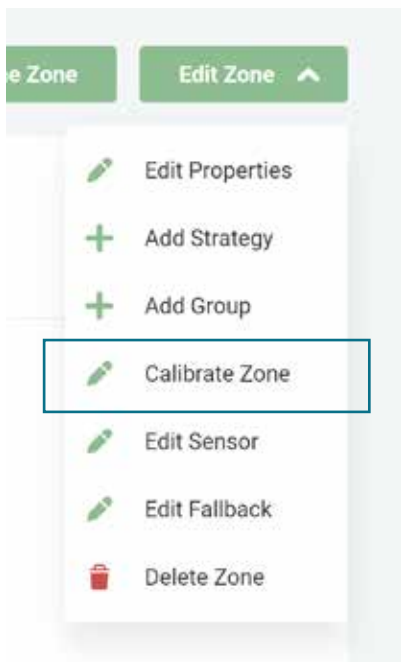 e Zone
Edit Zone
Edit Properties
Add Strategy
Add Group
Calibrate Zone
Edit Sensor
Edit Fallback
Delete Zone